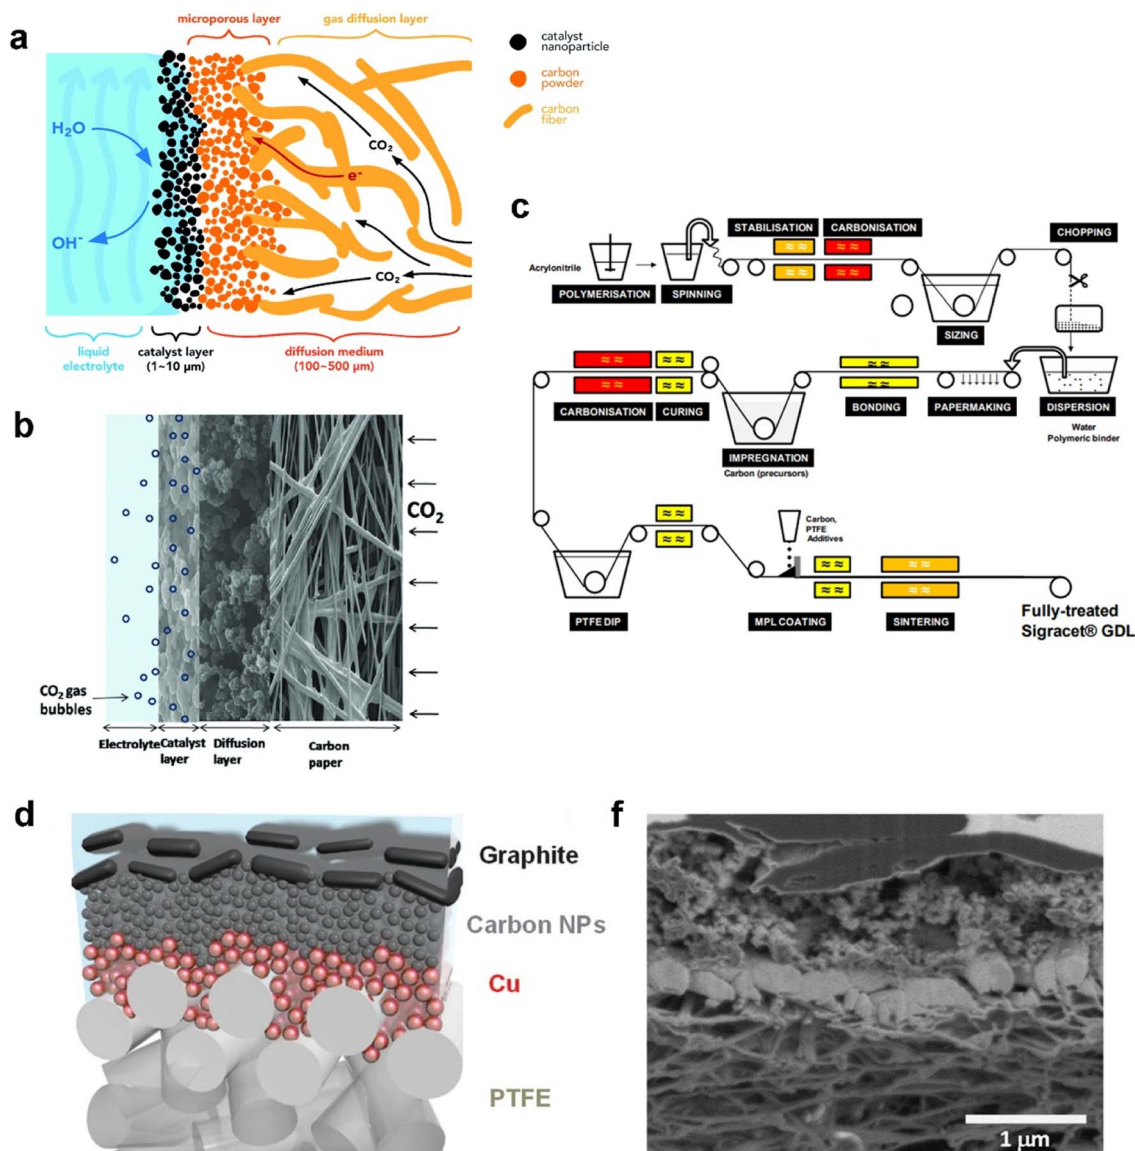 a
microporous layer
gas diffusion layer
H₂O
OH⁻
CO₂
e⁻
CO₂
liquid
electrolyte
catalyst layer
(1~10 μm)
diffusion medium
(100~500 μm)
catalyst
nanoparticle
carbon
powder
carbon
fiber
b
CO₂
CO₂ gas
bubbles
Electrolyte
Catalyst
layer
Diffusion
layer
Carbon
paper
c
STABILISATION
CARBONISATION
CHOPPING
Acrylonitrile
POLYMERISATION
SPINNING
SIZING
CARBONISATION
CURING
BONDING
PAPERMAKING
DISPERSION
Water
Polymeric binder
IMPREGNATION
Carbon (precursors)
Carbon,
PTFE
Additives
PTFE DIP
MPL COATING
SINTERING
Fully-treated
Sigracet® GDL
d
Graphite
Carbon NPs
Cu
PTFE
f
1 μm